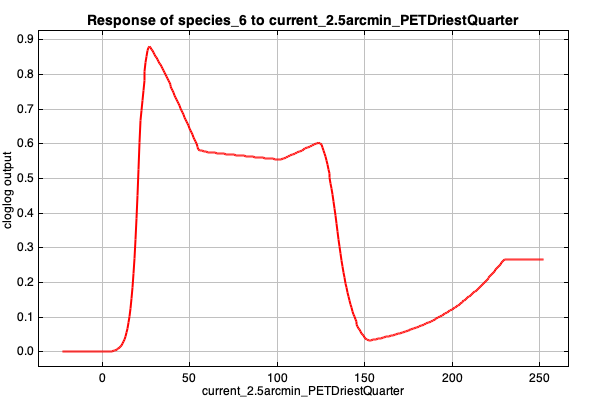 Response of species_6 to current_2.5arcmin_PETDriestQuarter
cloglog output
0.9
0.8
0.7
0.6
0.5
0.4
0.3
0.2
0.1
0.0
0 50 100 150 200 250
current_2.5arcmin_PETDriestQuarter